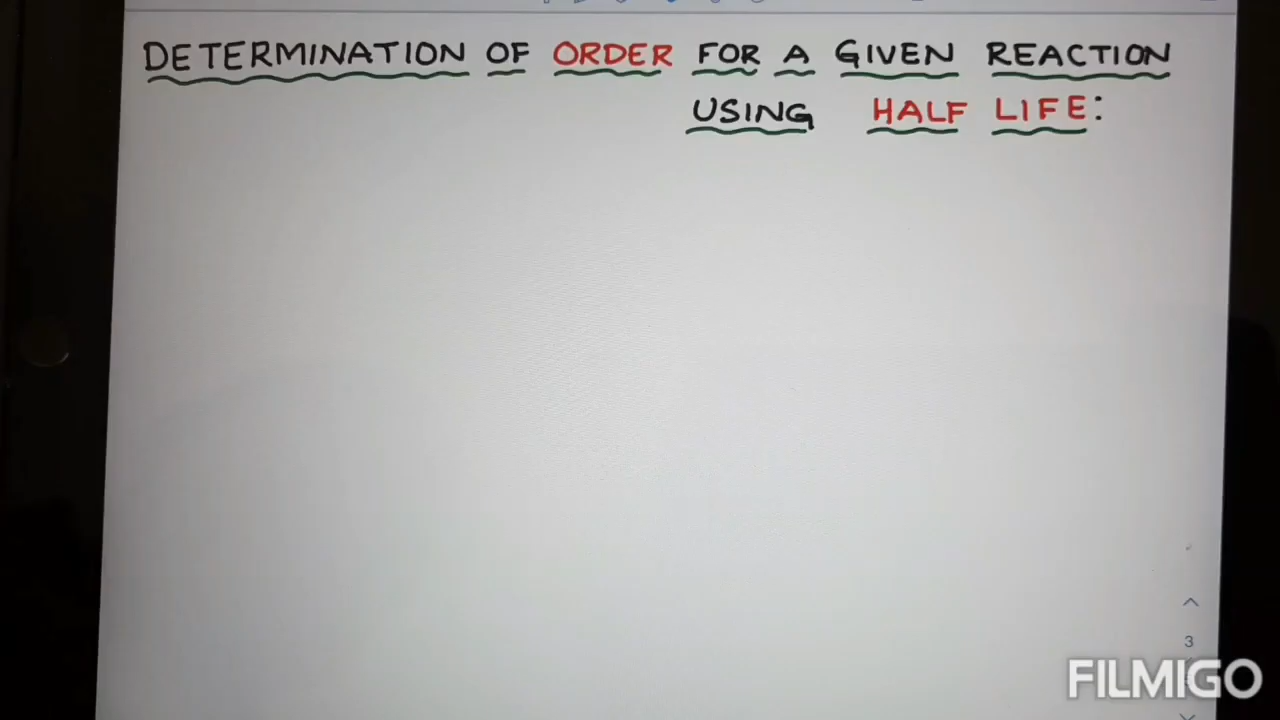 DETERMINATION OF ORDER FOR A GIVEN REACTION
USING HALF LIFE:
3
FILMIGO